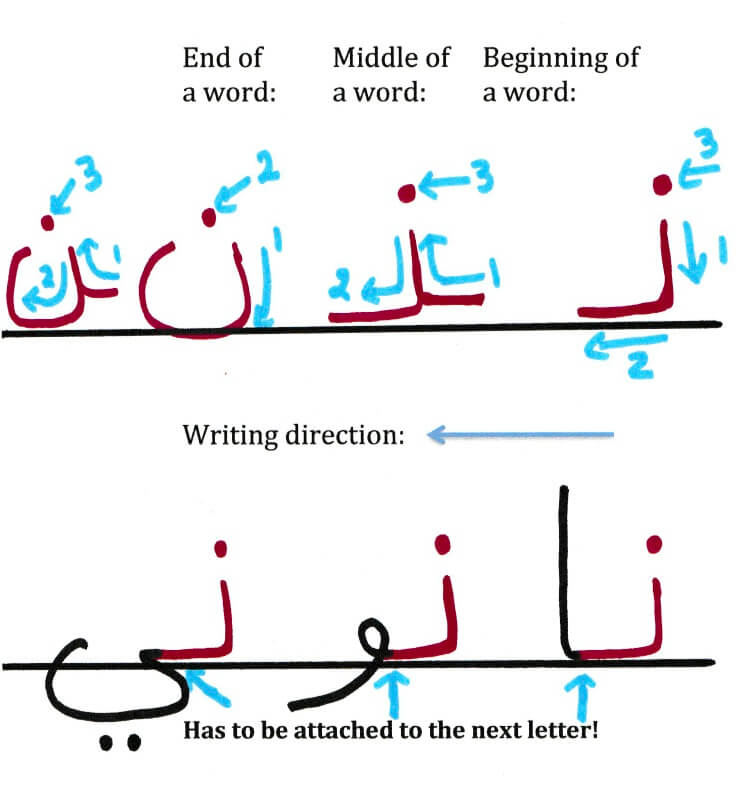 End of Middle of Beginning of
a word: a word: a word:
3 2 3 3
نـ ـنـ ن ـن
2 1 1 2 1 1
2
Writing direction:
نا نو ني
Has to be attached to the next letter!